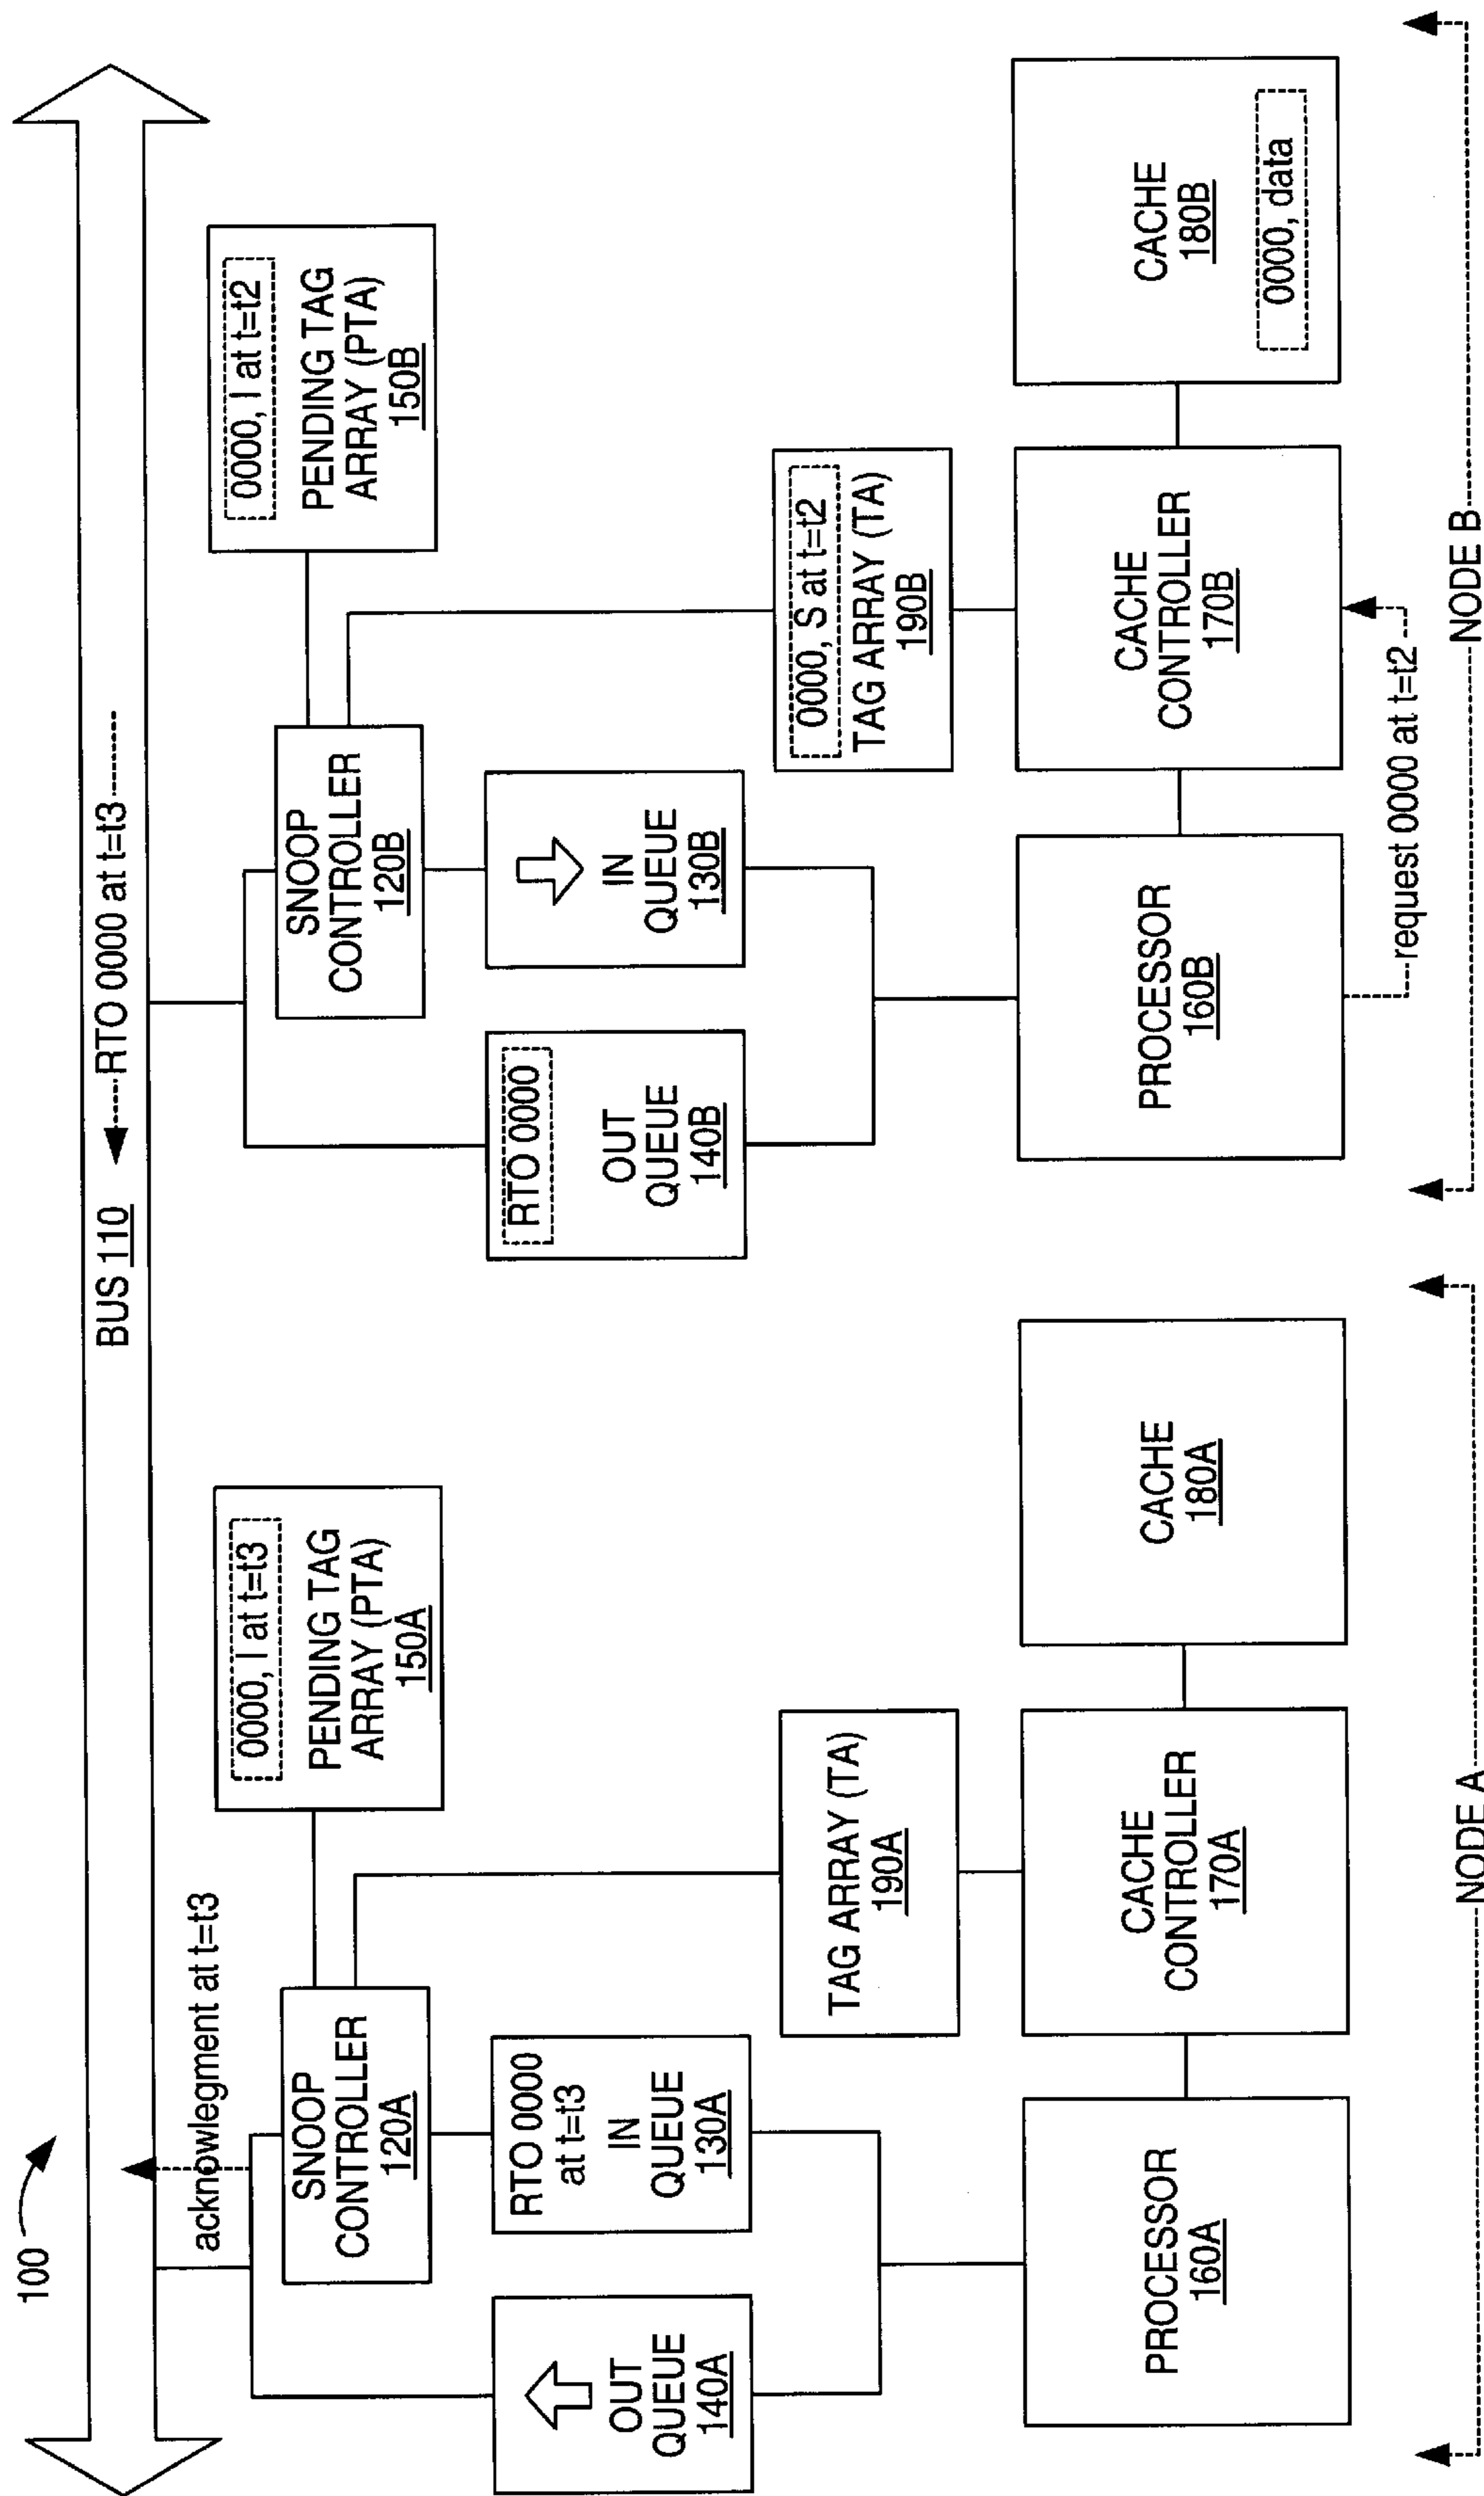 100
BUS 110
RTO 0000 at t=t3
acknowlegment at t=t3
SNOOP
CONTROLLER
120A
0000, I at t=t3
PENDING TAG
ARRAY (PTA)
150A
OUT
QUEUE
140A
RTO 0000
at t=t3
IN
QUEUE
130A
TAG ARRAY (TA)
190A
PROCESSOR
160A
CACHE
CONTROLLER
170A
CACHE
180A
NODE A
SNOOP
CONTROLLER
120B
0000, I at t=t2
PENDING TAG
ARRAY (PTA)
150B
RTO 0000
OUT
QUEUE
140B
IN
QUEUE
130B
0000, S at t=t2
TAG ARRAY (TA)
190B
PROCESSOR
160B
CACHE
CONTROLLER
170B
CACHE
180B
0000, data
request 0000 at t=t2
NODE B